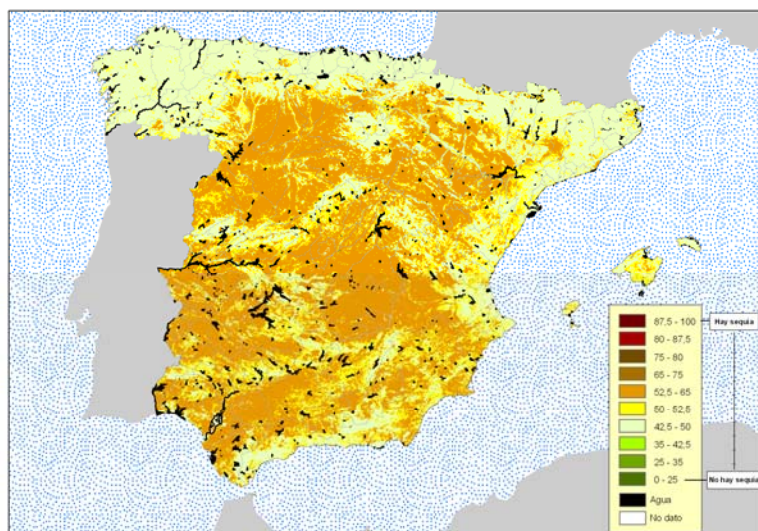 87,5 - 100
Hay sequia
80 - 87,5
75 - 80
65 - 75
52,5 - 65
50 - 52,5
42,5 - 50
35 - 42,5
25 - 35
0 - 25
No hay sequia
Agua
No dato